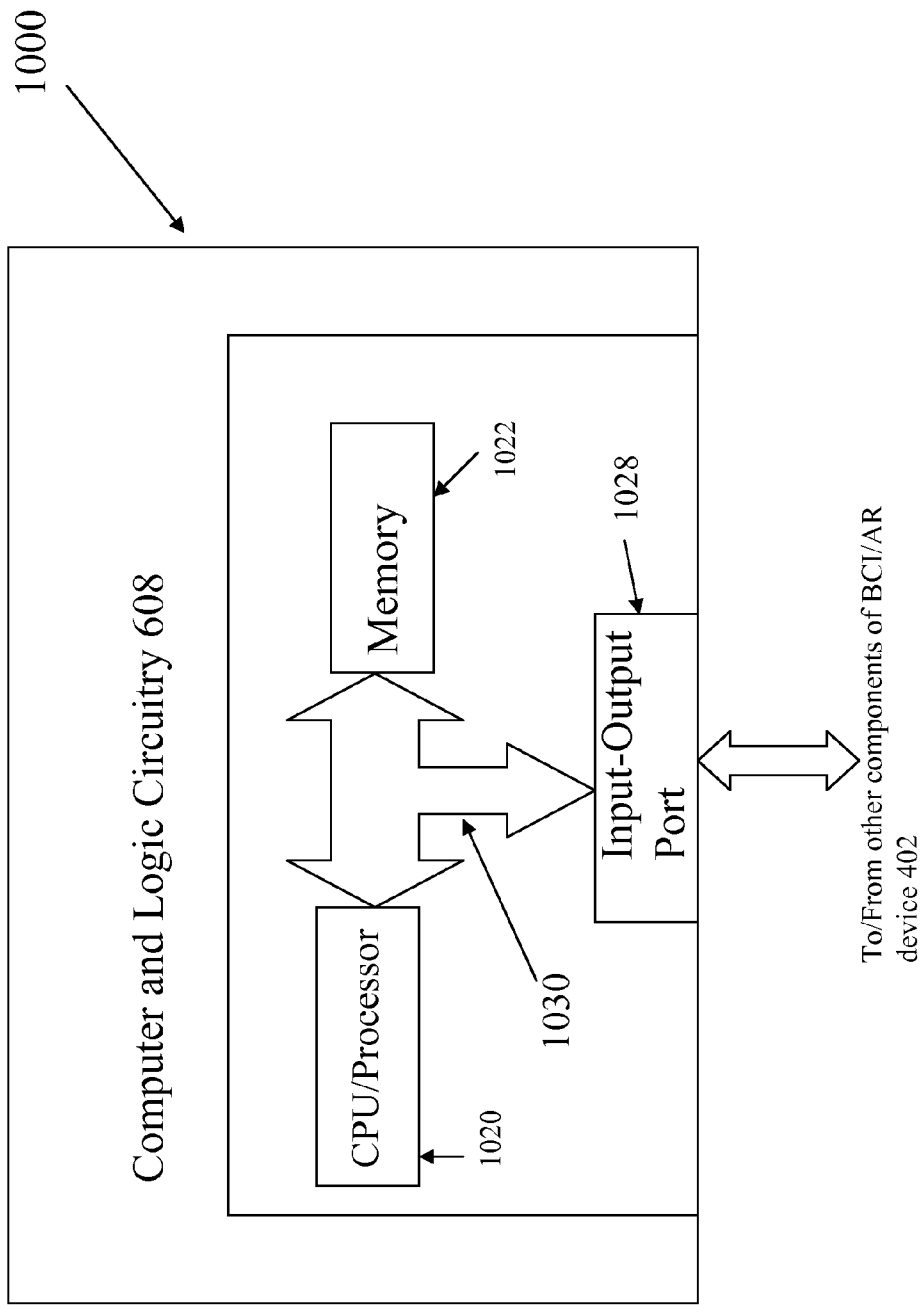 1000
Computer and Logic Circuitry 608
CPU/Processor
1020
Memory
1022
1030
Input-Output
Port
1028
To/From other components of BCI/AR
device 402